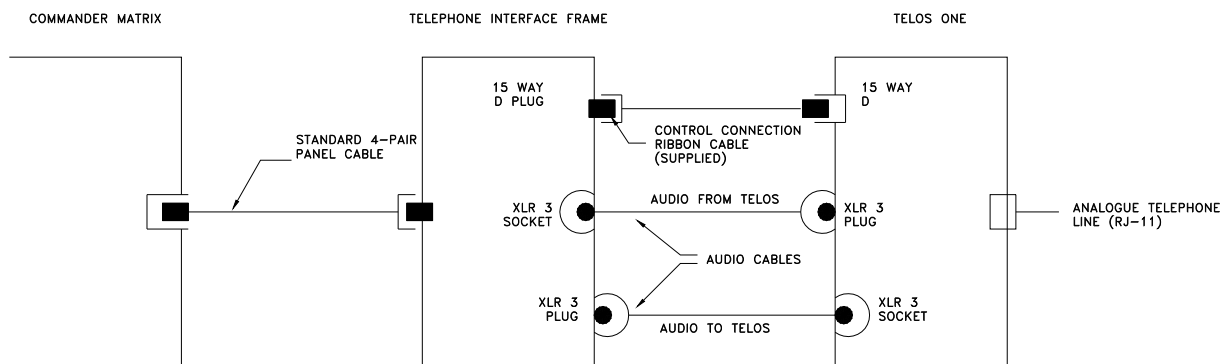 COMMANDER MATRIX
TELEPHONE INTERFACE FRAME
TELOS ONE
15 WAY
D PLUG
15 WAY
D
STANDARD 4-PAIR
PANEL CABLE
CONTROL CONNECTION
RIBBON CABLE
(SUPPLIED)
XLR 3
SOCKET
AUDIO FROM TELOS
XLR 3
PLUG
ANALOGUE TELEPHONE
LINE (RJ-11)
AUDIO CABLES
XLR 3
PLUG
AUDIO TO TELOS
XLR 3
SOCKET